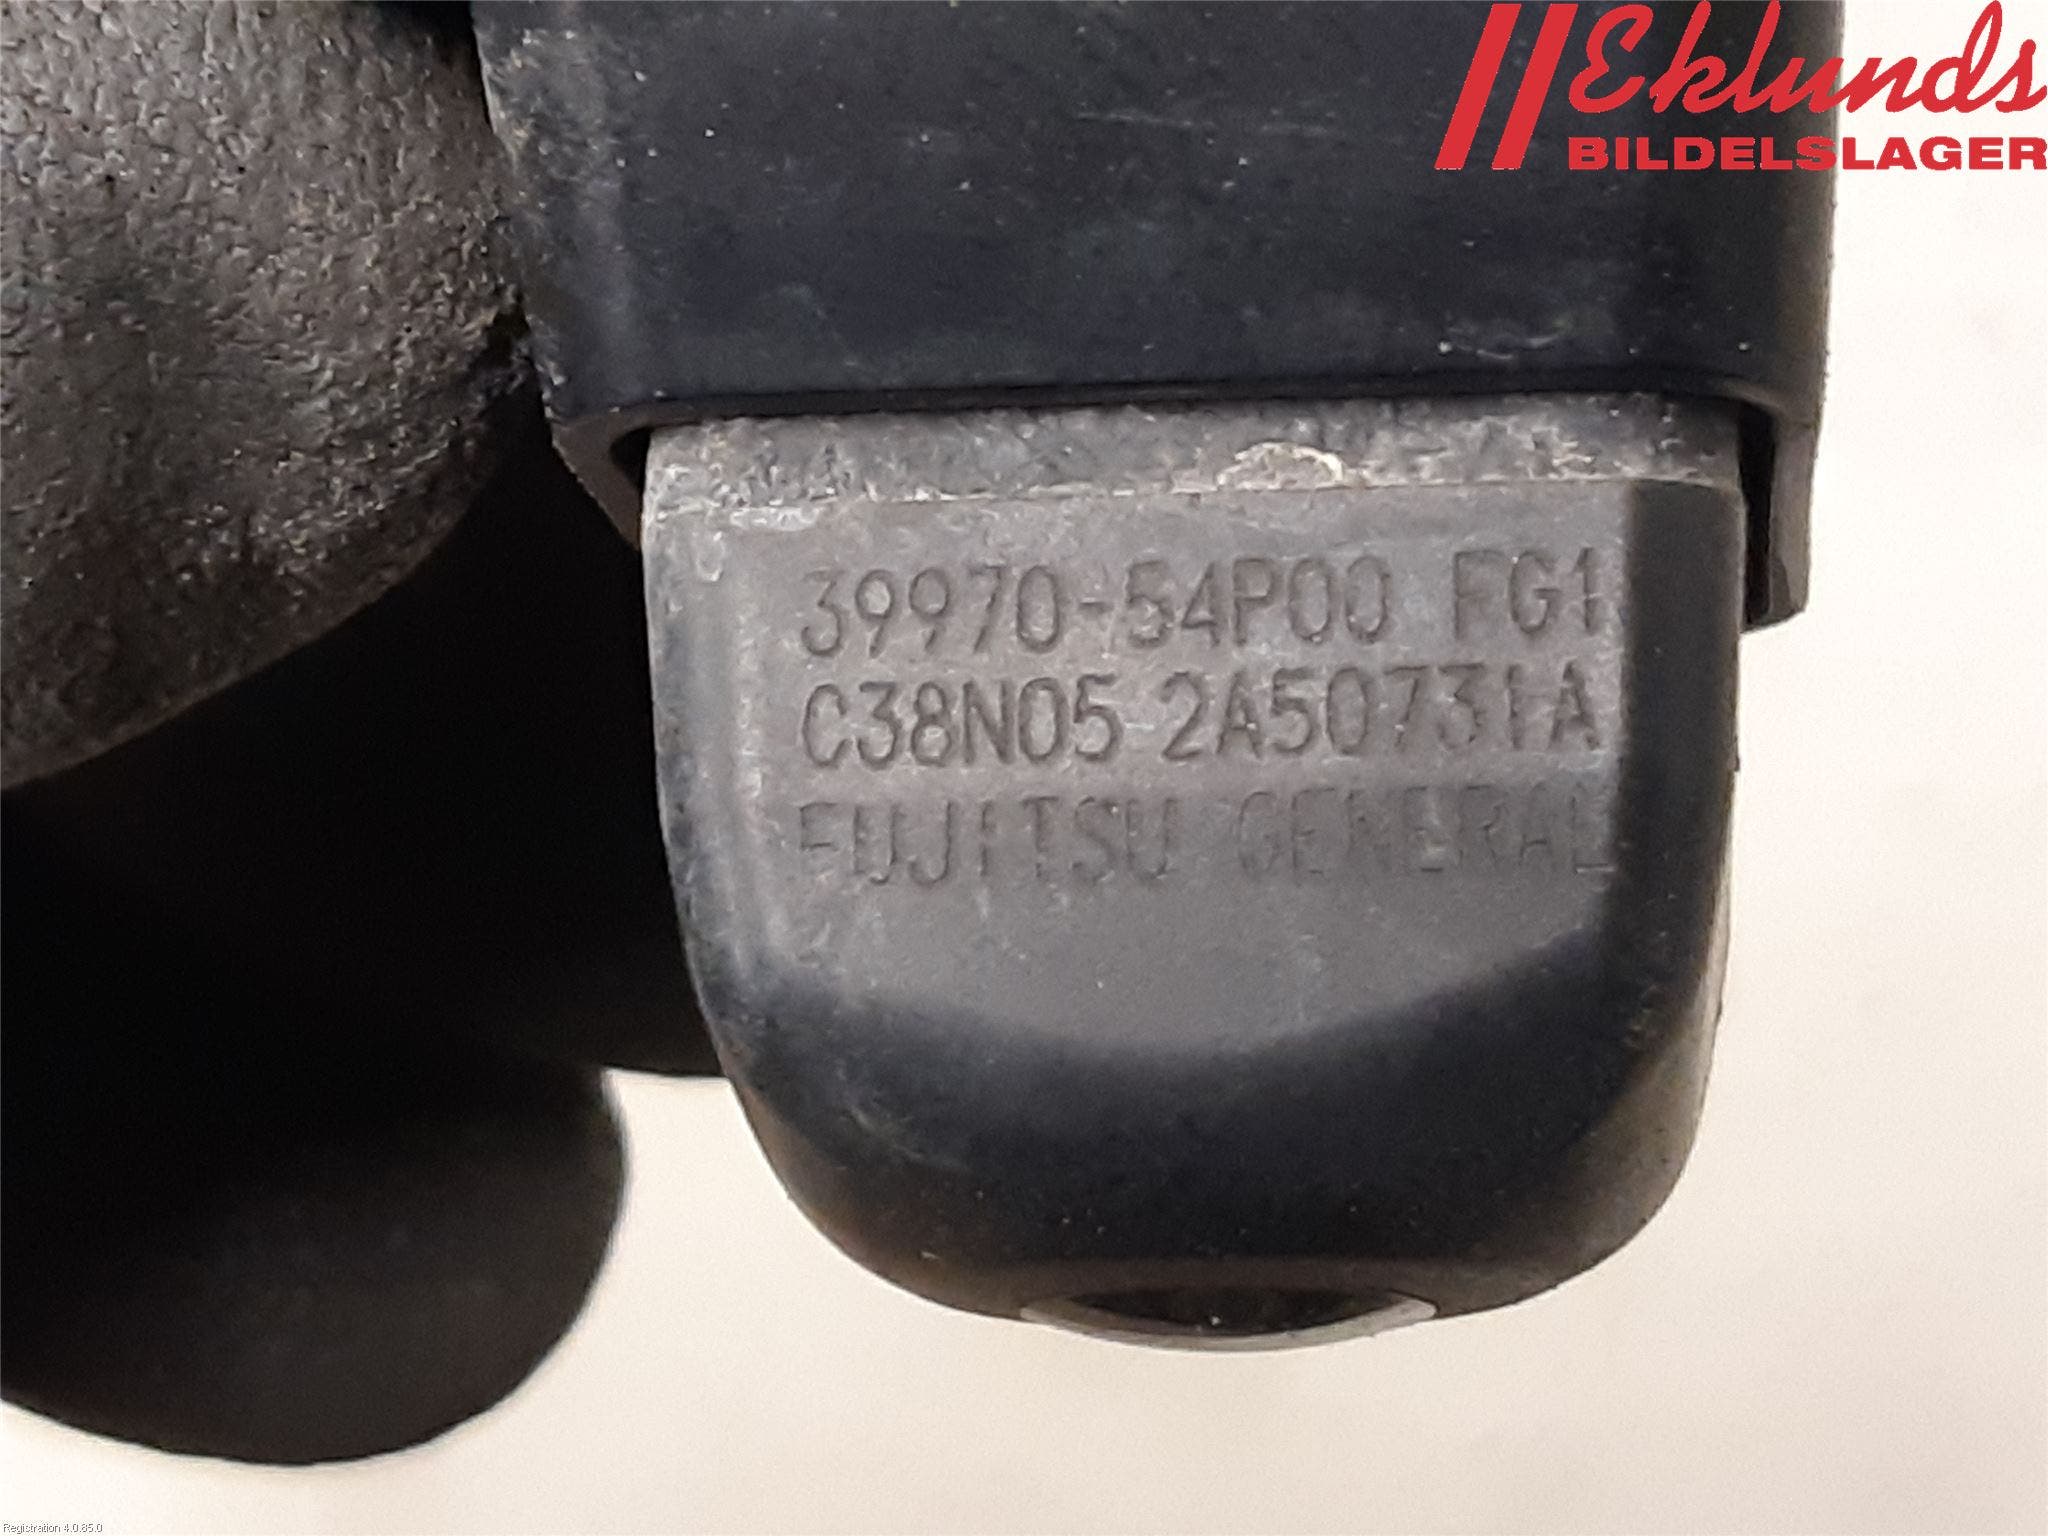 Eklunds
BILDELSLAGER
39970-54P00 FG1
C38N05 2A50731A
FUJITSU GENERAL
Registration 4.0.85.0